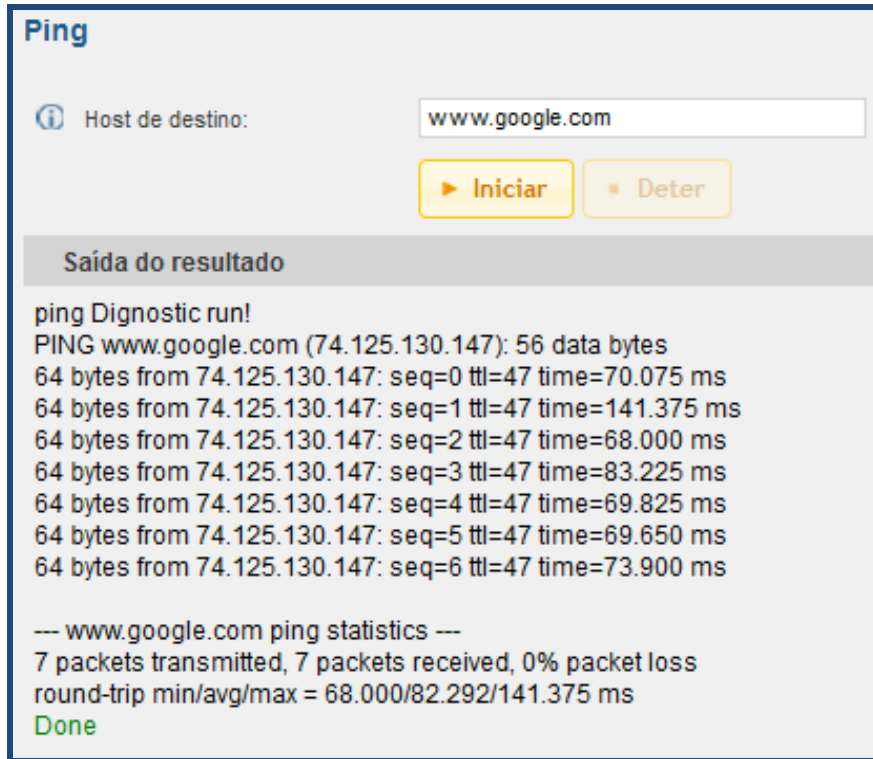 Ping
Host de destino: www.google.com
Iniciar Deter
Saída do resultado
ping Dignostic run!
PING www.google.com (74.125.130.147): 56 data bytes
64 bytes from 74.125.130.147: seq=0 ttl=47 time=70.075 ms
64 bytes from 74.125.130.147: seq=1 ttl=47 time=141.375 ms
64 bytes from 74.125.130.147: seq=2 ttl=47 time=68.000 ms
64 bytes from 74.125.130.147: seq=3 ttl=47 time=83.225 ms
64 bytes from 74.125.130.147: seq=4 ttl=47 time=69.825 ms
64 bytes from 74.125.130.147: seq=5 ttl=47 time=69.650 ms
64 bytes from 74.125.130.147: seq=6 ttl=47 time=73.900 ms
--- www.google.com ping statistics ---
7 packets transmitted, 7 packets received, 0% packet loss
round-trip min/avg/max = 68.000/82.292/141.375 ms
Done